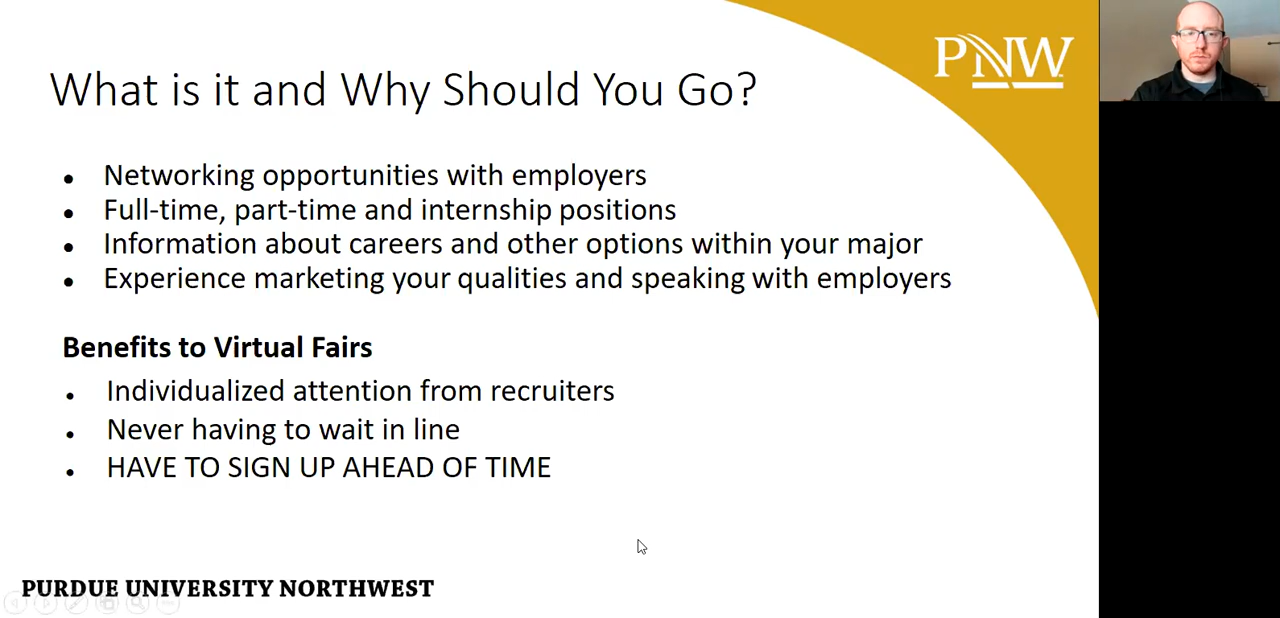 PNW
What is it and Why Should You Go?
• Networking opportunities with employers
• Full-time, part-time and internship positions
• Information about careers and other options within your major
• Experience marketing your qualities and speaking with employers
Benefits to Virtual Fairs
• Individualized attention from recruiters
• Never having to wait in line
• HAVE TO SIGN UP AHEAD OF TIME
PURDUE UNIVERSITY NORTHWEST